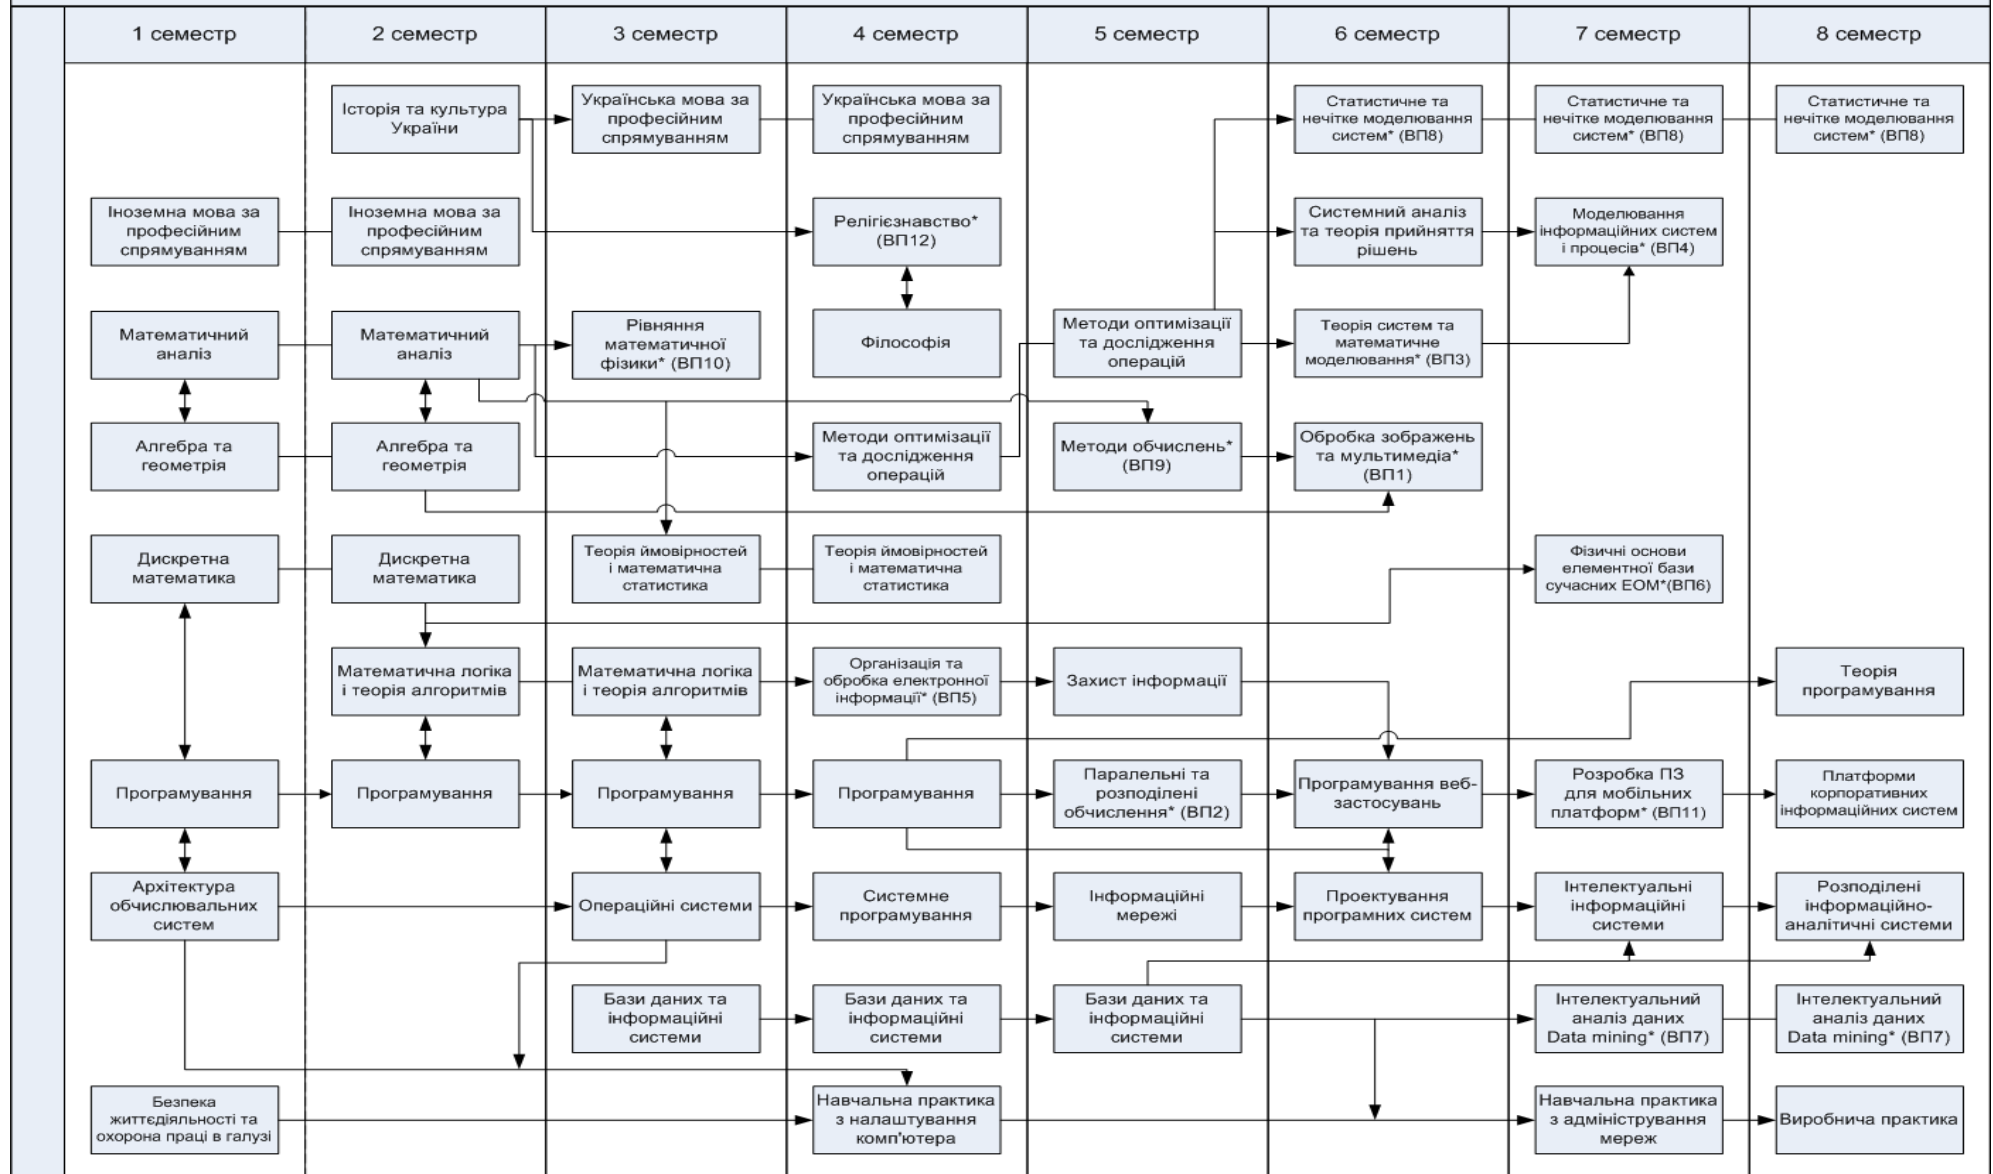 1 семестр
2 семестр
3 семестр
4 семестр
5 семестр
6 семестр
7 семестр
8 семестр
Історія та культура
України
Українська мова за
професійним
спрямуванням
Українська мова за
професійним
спрямуванням
Статистичне та
нечітке моделювання
систем* (ВП8)
Статистичне та
нечітке моделювання
систем* (ВП8)
Статистичне та
нечітке моделювання
систем* (ВП8)
Іноземна мова за
професійним
спрямуванням
Іноземна мова за
професійним
спрямуванням
Релігієзнавство*
(ВП12)
Системний аналіз
та теорія прийняття
рішень
Моделювання
інформаційних систем
і процесів* (ВП4)
Математичний
аналіз
Математичний
аналіз
Рівняння
математичної
фізики* (ВП10)
Філософія
Методи оптимізації
та дослідження
операцій
Теорія систем та
математичне
моделювання* (ВП3)
Алгебра та
геометрія
Алгебра та
геометрія
Методи оптимізації
та дослідження
операцій
Методи обчислень*
(ВП9)
Обробка зображень
та мультимедіа*
(ВП1)
Дискретна
математика
Дискретна
математика
Теорія ймовірностей
і математична
статистика
Теорія ймовірностей
і математична
статистика
Фізичні основи
елементної бази
сучасних ЕОМ*(ВП6)
Математична логіка
і теорія алгоритмів
Математична логіка
і теорія алгоритмів
Організація та
обробка електронної
інформації* (ВП5)
Захист інформації
Теорія
програмування
Програмування
Програмування
Програмування
Програмування
Паралельні та
розподілені
обчислення* (ВП2)
Програмування веб-
застосувань
Розробка ПЗ
для мобільних
платформ* (ВП11)
Платформи
корпоративних
інформаційних систем
Архітектура
обчислювальних
систем
Операційні системи
Системне
програмування
Інформаційні
мережі
Проектування
програмних систем
Інтелектуальні
інформаційні
системи
Розподілені
інформаційно-
аналітичні системи
Бази даних та
інформаційні
системи
Бази даних та
інформаційні
системи
Бази даних та
інформаційні
системи
Інтелектуальний
аналіз даних
Data mining* (ВП7)
Інтелектуальний
аналіз даних
Data mining* (ВП7)
Безпека
життєдіяльності та
охорона праці в галузі
Навчальна практика
з налаштування
комп'ютера
Навчальна практика
з адміністрування
мереж
Виробнича практика